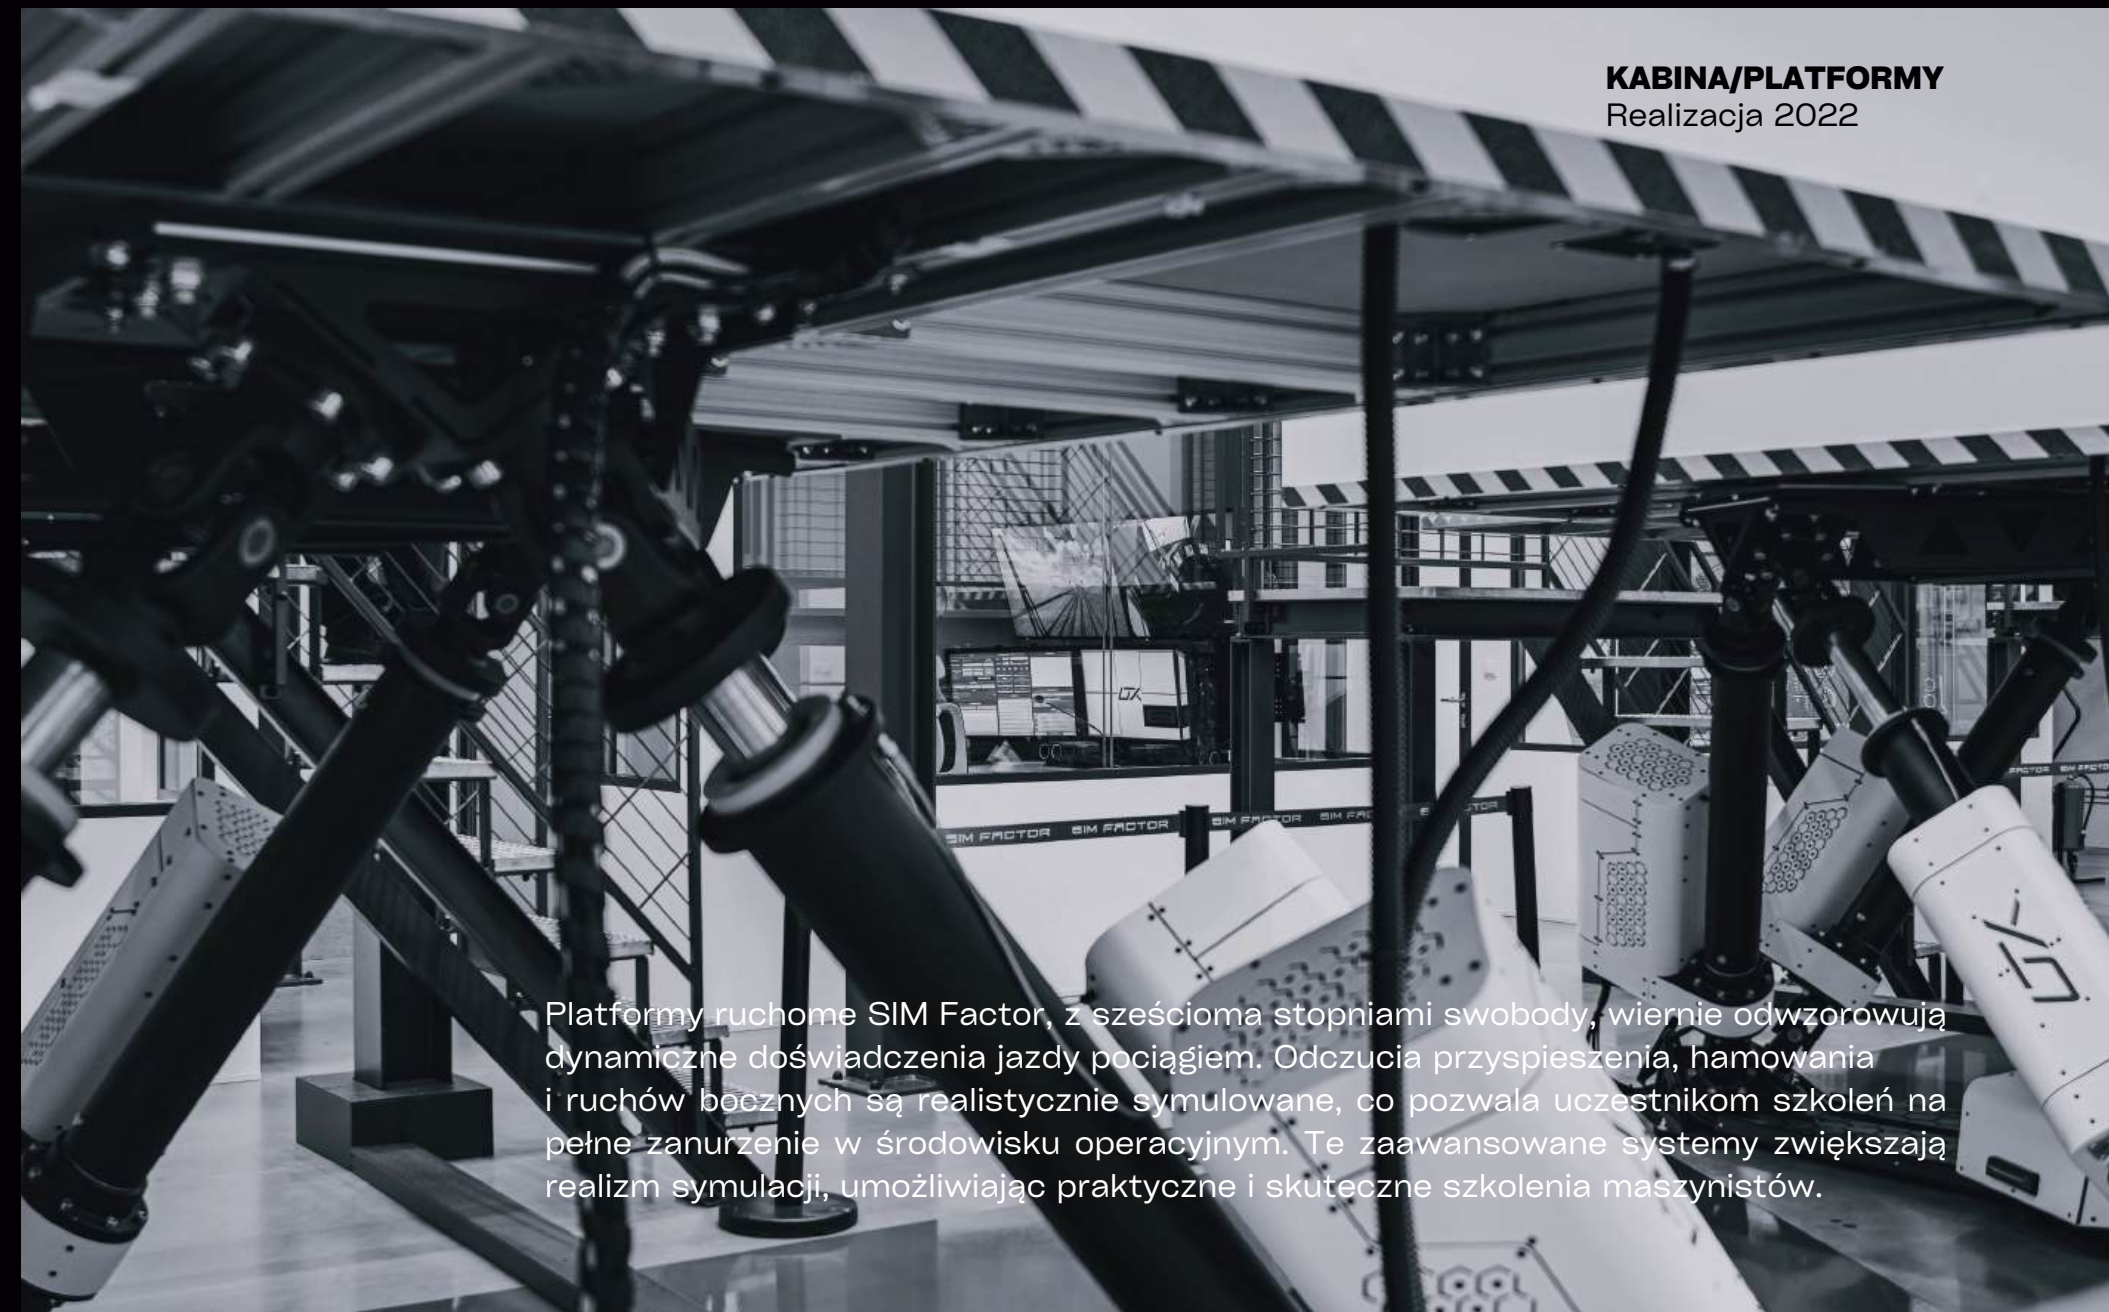 KABINA/PLATFORMY
Realizacja 2022
SIM FACTOR SIM FACTOR SIM FACTOR
Platformy ruchome SIM Factor, z sześcioma stopniami swobody, wiernie odwzorowują
dynamiczne doświadczenia jazdy pociągiem. Odczucia przyspieszenia, hamowania
i ruchów bocznych są realistycznie symulowane, co pozwala uczestnikom szkoleń na
pełne zanurzenie w środowisku operacyjnym. Te zaawansowane systemy zwiększają
realizm symulacji, umożliwiając praktyczne i skuteczne szkolenia maszynistów.